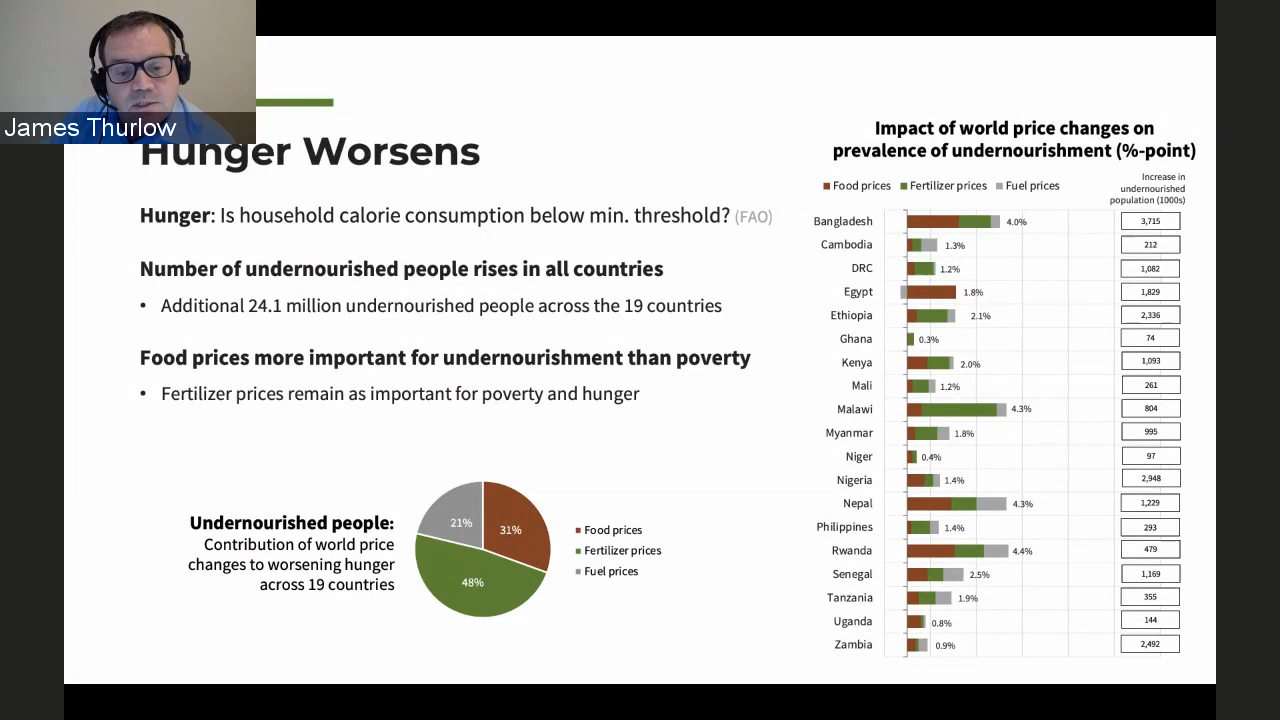 James Thurlow
Hunger Worsens
Hunger: Is household calorie consumption below min. threshold? (FAO)
Number of undernourished people rises in all countries
• Additional 24.1 million undernourished people across the 19 countries
Food prices more important for undernourishment than poverty
• Fertilizer prices remain as important for poverty and hunger
Undernourished people:
Contribution of world price
changes to worsening hunger
across 19 countries
21%
31%
48%
Food prices
Fertilizer prices
Fuel prices
Impact of world price changes on
prevalence of undernourishment (%-point)
Food prices Fertilizer prices Fuel prices
Increase in
undernourished
population (1000s)
Bangladesh 4.0% 3,715
Cambodia 1.3% 212
DRC 1.2% 1,082
Egypt 1.8% 1,829
Ethiopia 2.1% 2,336
Ghana 0.3% 74
Kenya 2.0% 1,093
Mali 1.2% 261
Malawi 4.3% 804
Myanmar 1.8% 995
Niger 0.4% 97
Nigeria 1.4% 2,948
Nepal 4.3% 1,229
Philippines 1.4% 293
Rwanda 4.4% 479
Senegal 2.5% 1,169
Tanzania 1.9% 355
Uganda 0.8% 144
Zambia 0.9% 2,492